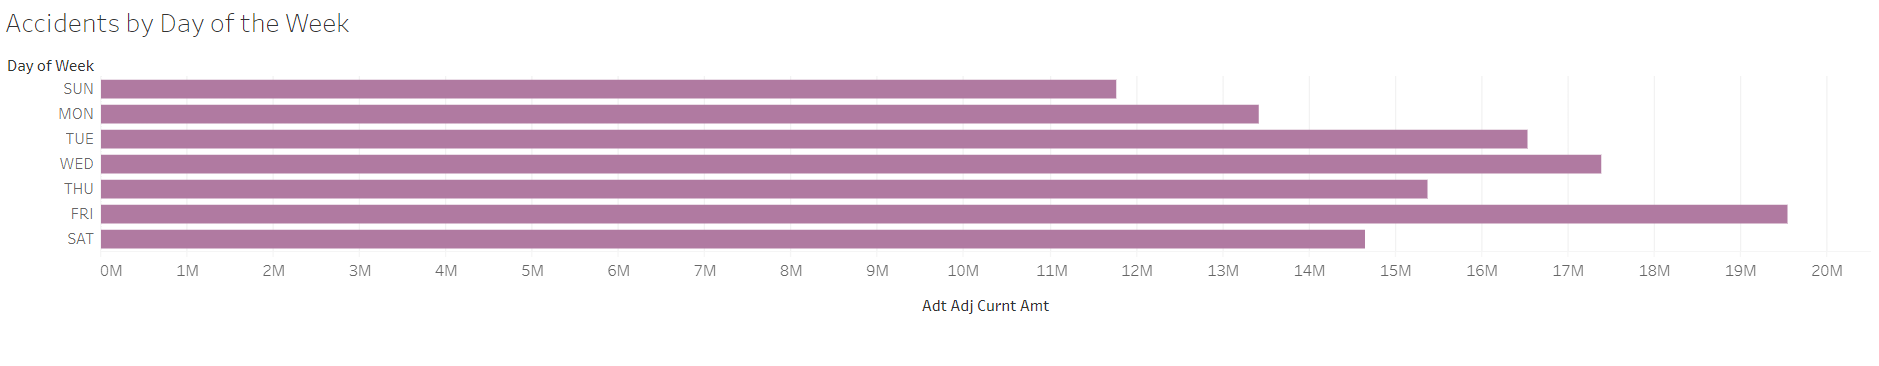 Accidents by Day of the Week
Day of Week
SUN
MON
TUE
WED
THU
FRI
SAT
0M 1M 2M 3M 4M 5M 6M 7M 8M 9M 10M 11M 12M 13M 14M 15M 16M 17M 18M 19M 20M
Adt Adj Curnt Amt